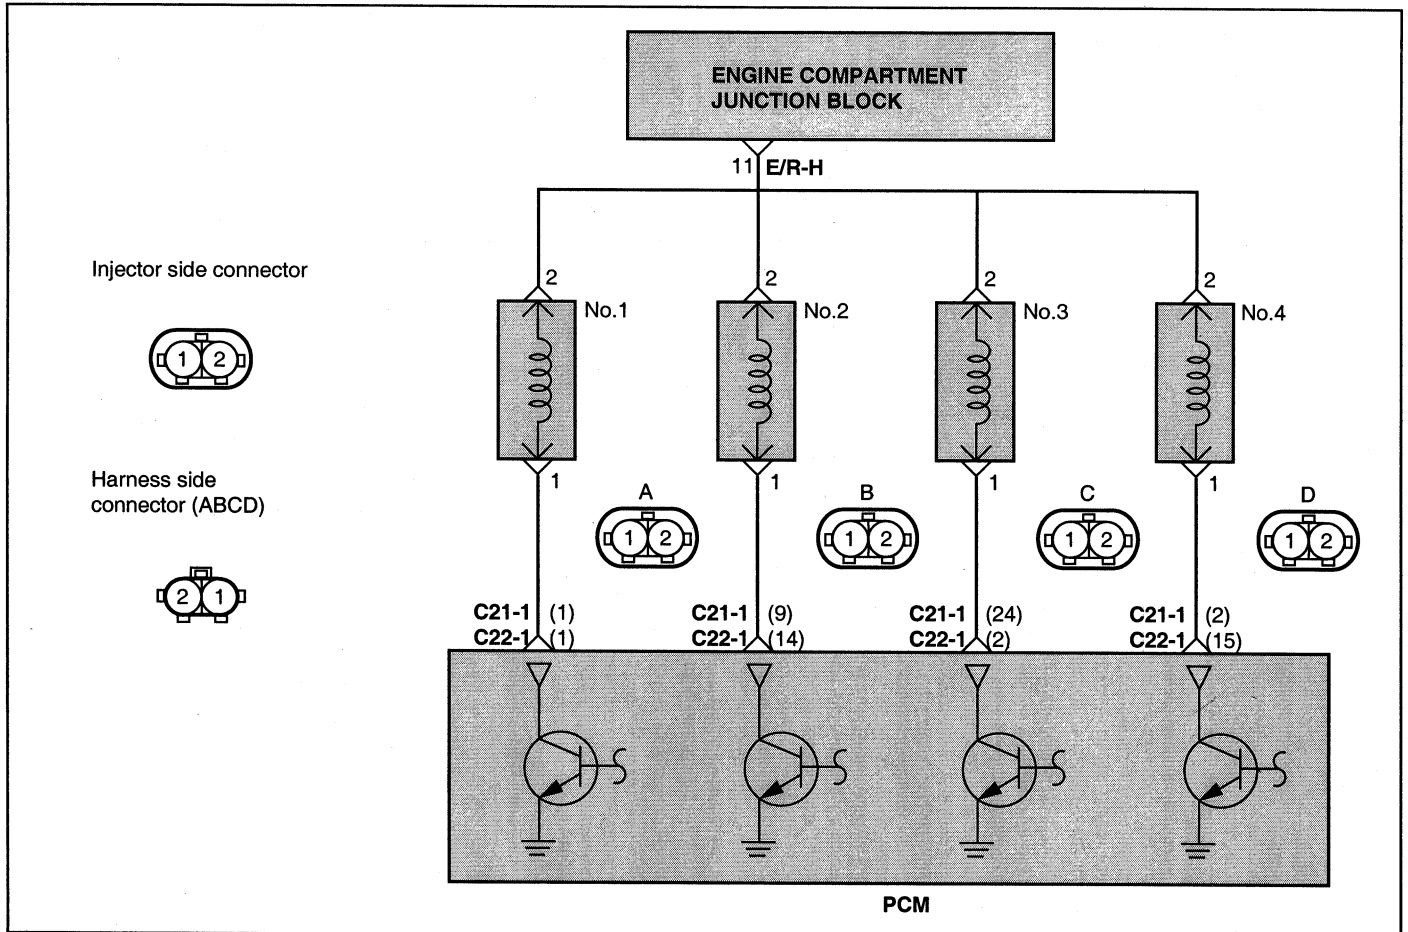 ENGINE COMPARTMENT
JUNCTION BLOCK
11 E/R-H
Injector side connector
1 2
Harness side
connector (ABCD)
2 1
2 No.1
2 No.2
2 No.3
2 No.4
1
1
1
1
A
1 2
B
1 2
C
1 2
D
1 2
C21-1 (1)
C22-1 (1)
C21-1 (9)
C22-1 (14)
C21-1 (24)
C22-1 (2)
C21-1 (2)
C22-1 (15)
PCM